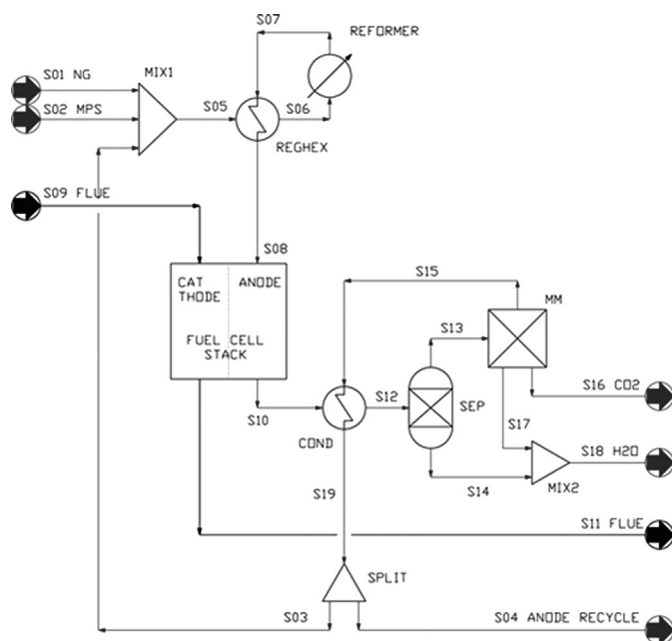 S07
REFORMER
S01 NG
MIX1
S02 MPS
S05
S06
REGHEX
S09 FLUE
S08
CAT
THODE
ANODE
FUEL CELL
STACK
S15
MM
S13
S12
SEP
S16 CO2
S10
COND
S17
S18 H2O
S14
MIX2
S19
S11 FLUE
SPLIT
S03
S04 ANODE RECYCLE